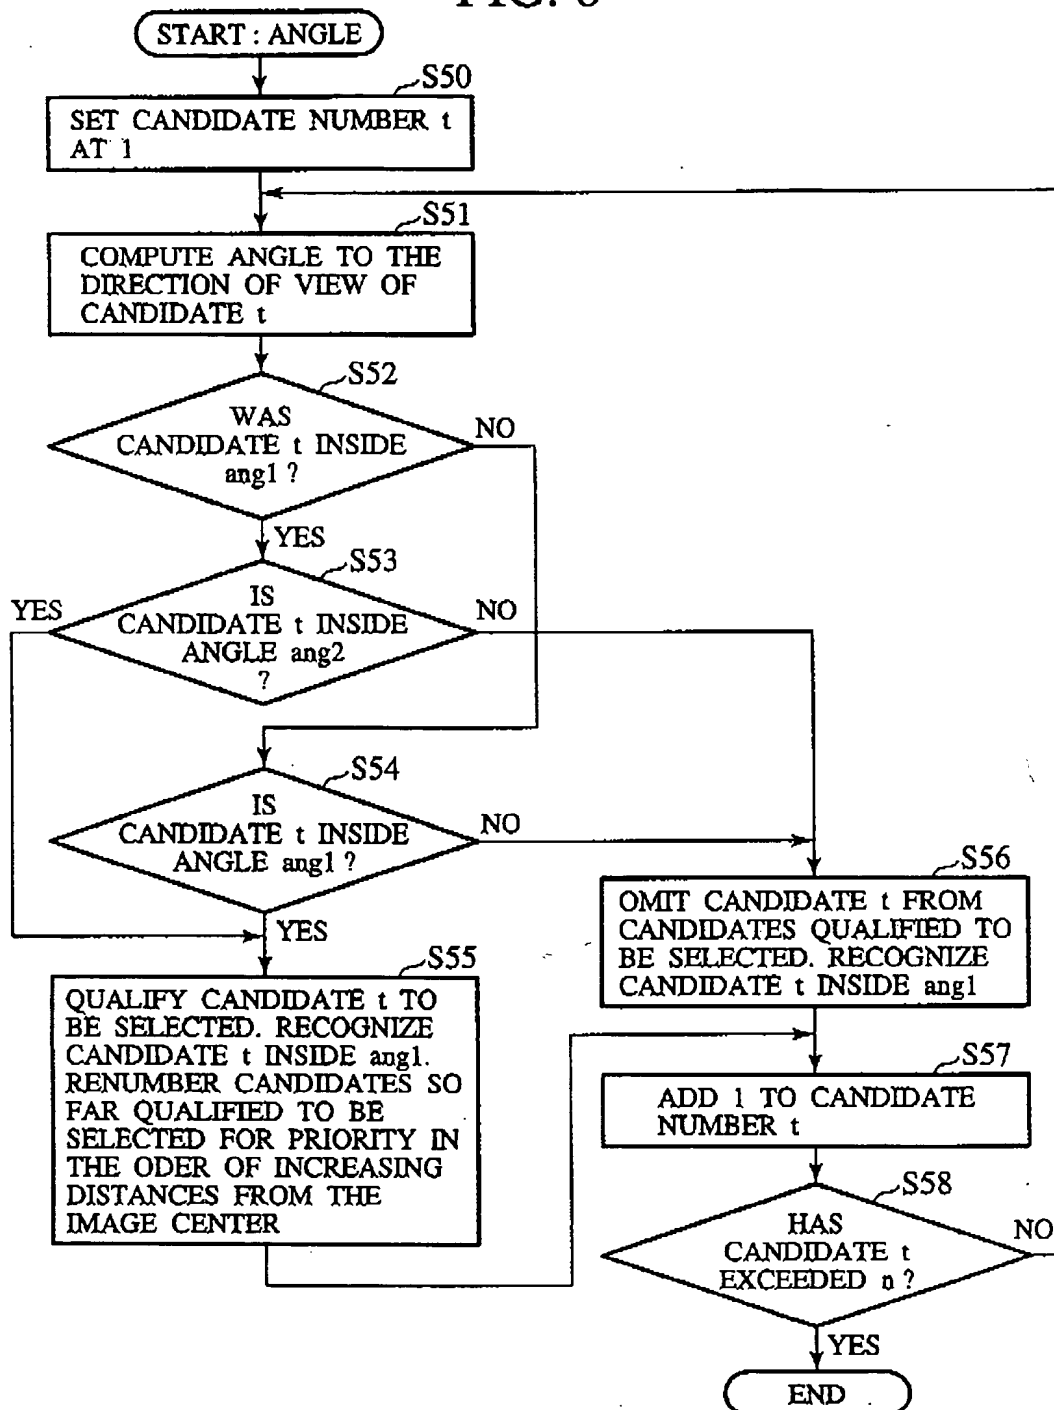 START : ANGLE
S50
SET CANDIDATE NUMBER t
AT 1
S51
COMPUTE ANGLE TO THE
DIRECTION OF VIEW OF
CANDIDATE t
S52
WAS
CANDIDATE t INSIDE
ang1 ?
NO
YES
S53
IS
CANDIDATE t INSIDE
ANGLE ang2
?
YES
NO
S54
IS
CANDIDATE t INSIDE
ANGLE ang1 ?
NO
YES
S55
QUALIFY CANDIDATE t TO
BE SELECTED. RECOGNIZE
CANDIDATE t INSIDE ang1.
RENUMBER CANDIDATES SO
FAR QUALIFIED TO BE
SELECTED FOR PRIORITY IN
THE ODER OF INCREASING
DISTANCES FROM THE
IMAGE CENTER
S56
OMIT CANDIDATE t FROM
CANDIDATES QUALIFIED TO
BE SELECTED. RECOGNIZE
CANDIDATE t INSIDE ang1
S57
ADD 1 TO CANDIDATE
NUMBER t
S58
HAS
CANDIDATE t
EXCEEDED n ?
NO
YES
END